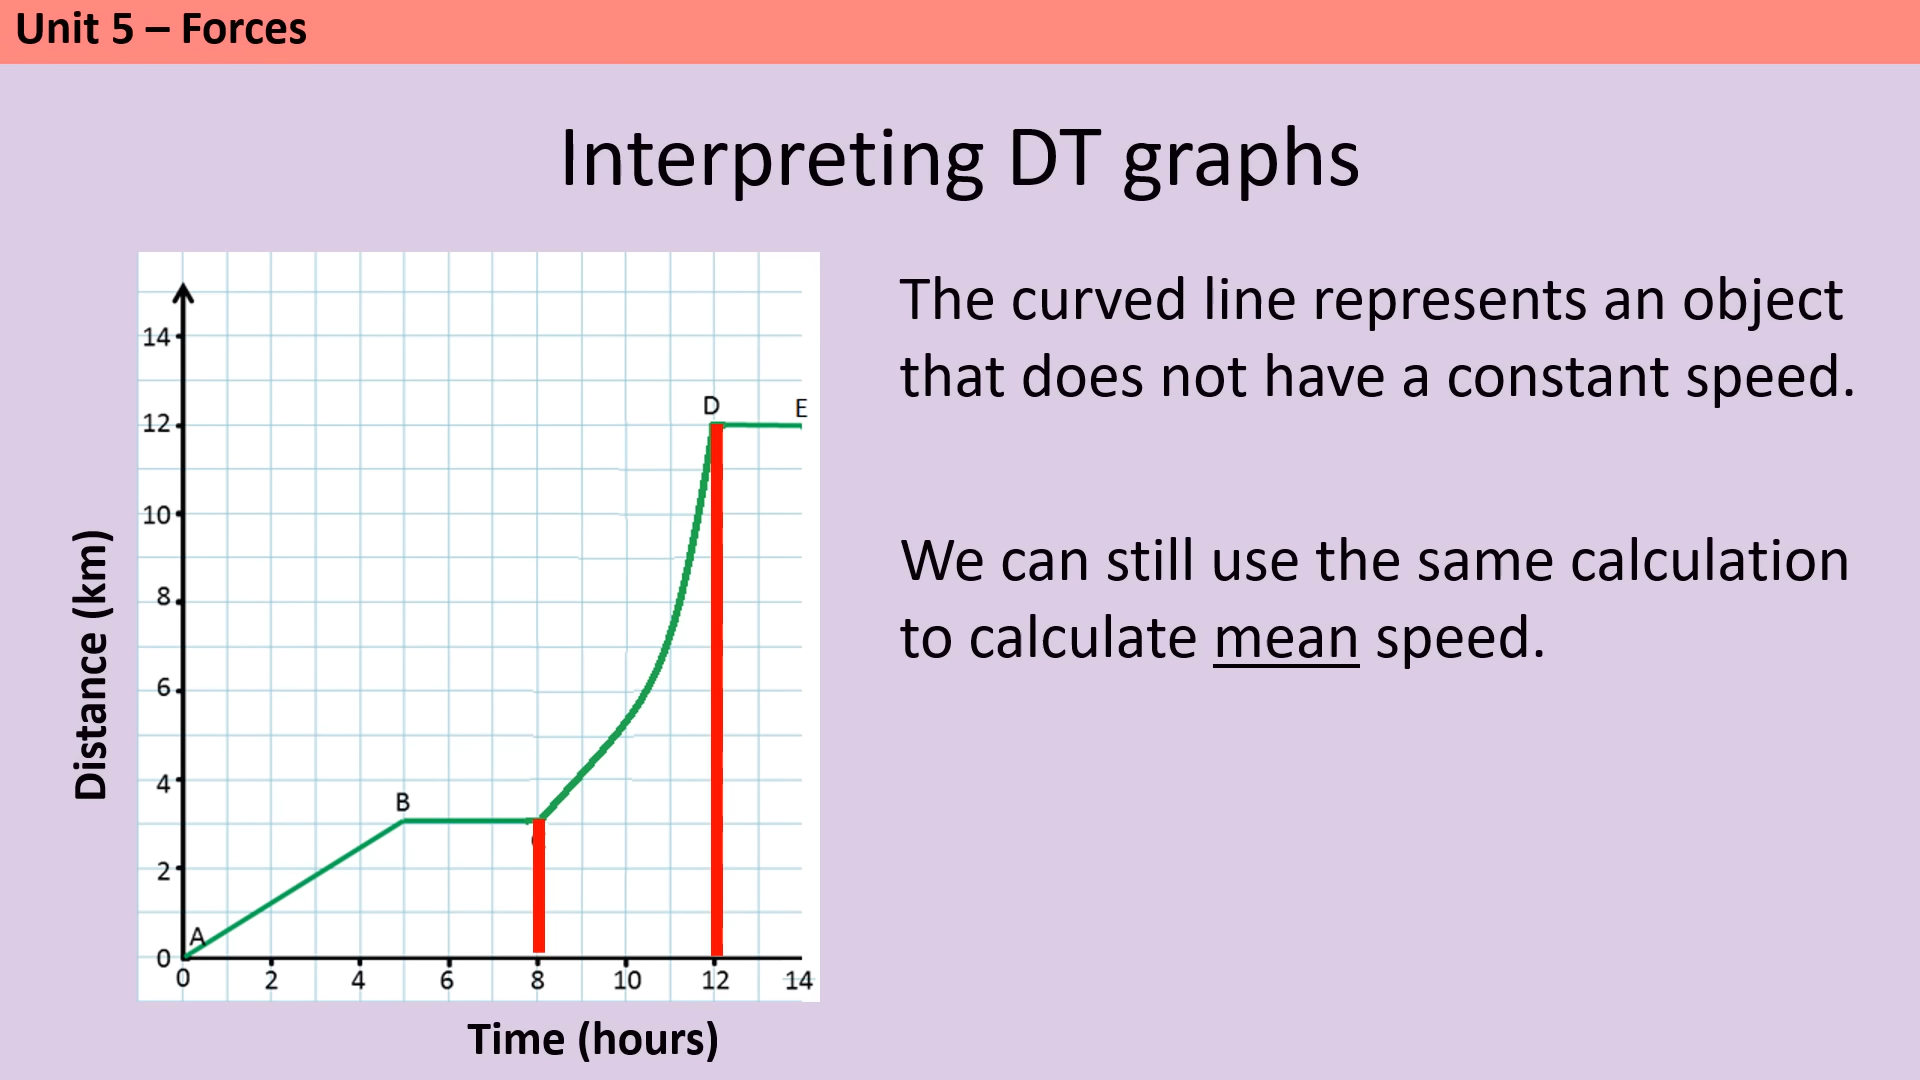 Unit 5 – Forces
Interpreting DT graphs
The curved line represents an object
that does not have a constant speed.
We can still use the same calculation
to calculate mean speed.
Distance (km)
14
12
10
8
6
4
2
0
A
B
D
E
0 2 4 6 8 10 12 14
Time (hours)